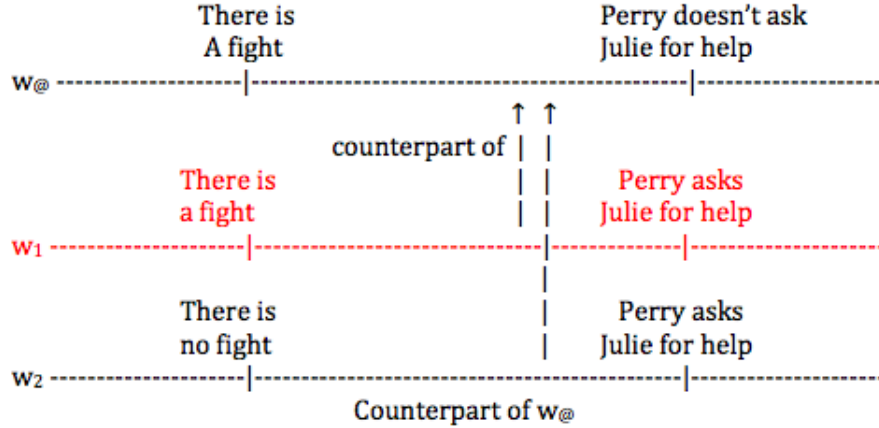 There is Perry doesn’t ask
A fight Julie for help
w@
counterpart of
There is Perry asks
a fight Julie for help
w1
There is Perry asks
no fight Julie for help
w2
Counterpart of w@